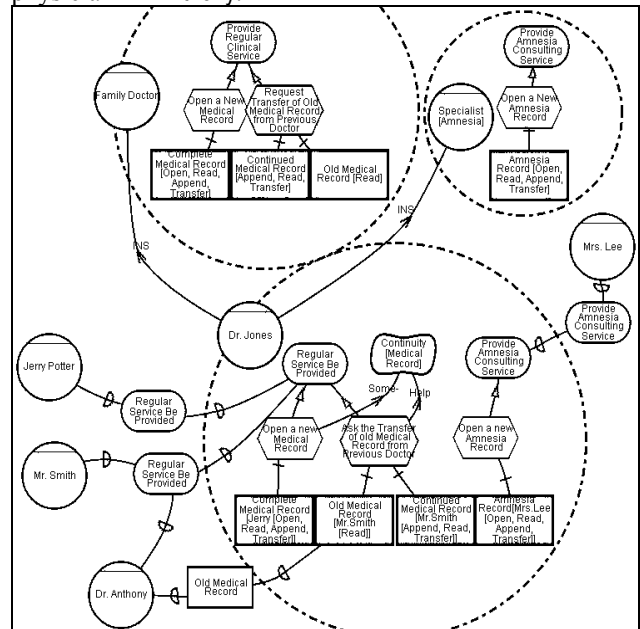 Provide
Regular
Clinical
Service
Family Doctor
Open a New
Medical
Record
Request
Transfer of Old
Medical Record
from Previous
Doctor
Complete
Medical Record
[Open, Read,
Append,
Transfer]
Continued
Medical Record
[Append, Read,
Transfer]
Old Medical
Record [Read]
Provide
Amnesia
Consulting
Service
Specialist
[Amnesia]
Open a New
Amnesia
Record
Amnesia
Record [Open,
Read, Append,
Transfer]
INS
INS
Mrs. Lee
Provide
Amnesia
Consulting
Service
Dr. Jones
Regular
Service Be
Provided
Continuity
[Medical
Record]
Provide
Amnesia
Consulting
Service
Jerry Potter
Regular
Service Be
Provided
Some-
Help
Open a new
Medical
Record
Ask the Transfer
of old Medical
Record from
Previous Doctor
Open a new
Amnesia
Record
Mr. Smith
Regular
Service Be
Provided
Complete
Medical Record
[Jerry [Open,
Read, Append,
Transfer]]
Old Medical
Record
[Mr.Smith
[Read]]
Continued
Medical Record
[Mr.Smith
[Append, Read,
Transfer]]
Amnesia
Record[Mrs.Lee
[Open, Read,
Append,
Transfer]]
Dr. Anthony
Old Medical
Record